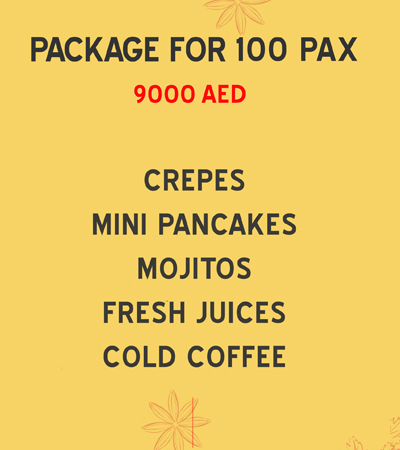 PACKAGE FOR 100 PAX
9000 AED
CREPES
MINI PANCAKES
MOJITOS
FRESH JUICES
COLD COFFEE